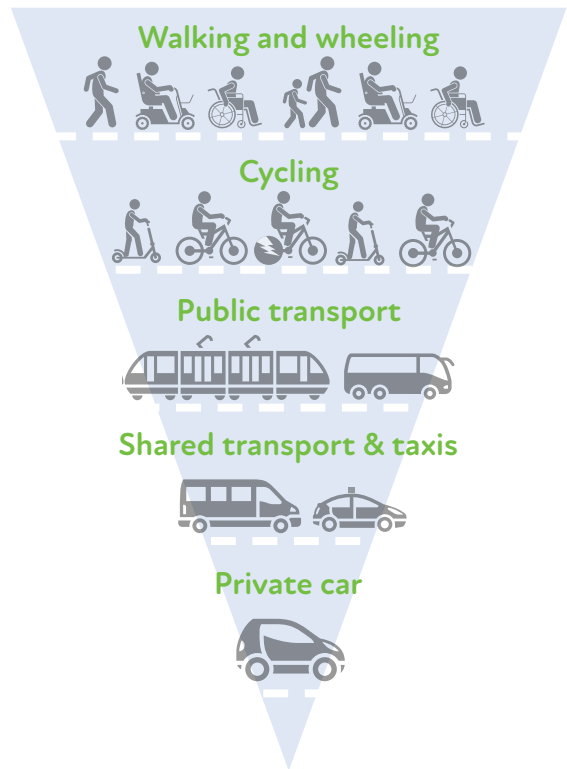 Walking and wheeling
Cycling
Public transport
Shared transport & taxis
Private car